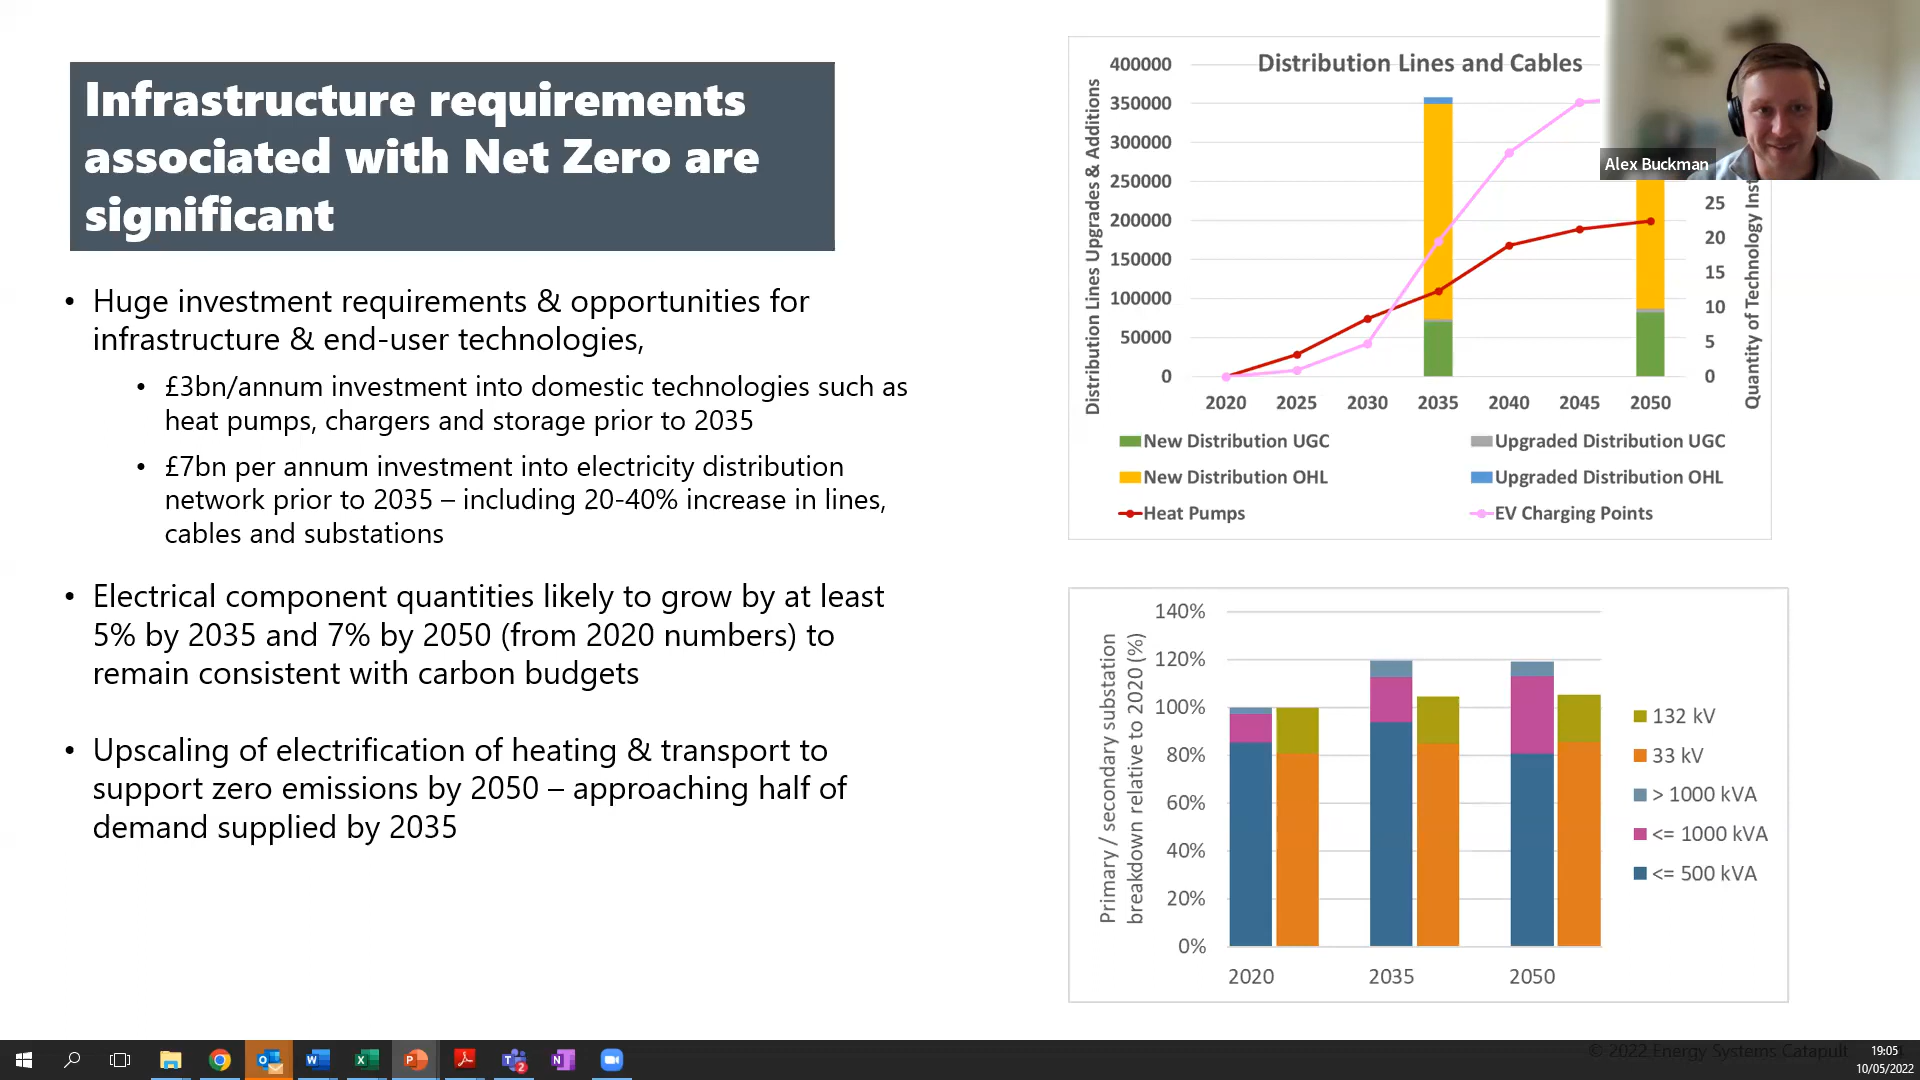 Infrastructure requirements
associated with Net Zero are
significant
• Huge investment requirements & opportunities for
infrastructure & end-user technologies,
• £3bn/annum investment into domestic technologies such as
heat pumps, chargers and storage prior to 2035
• £7bn per annum investment into electricity distribution
network prior to 2035 – including 20-40% increase in lines,
cables and substations
• Electrical component quantities likely to grow by at least
5% by 2035 and 7% by 2050 (from 2020 numbers) to
remain consistent with carbon budgets
• Upscaling of electrification of heating & transport to
support zero emissions by 2050 – approaching half of
demand supplied by 2035
Distribution Lines and Cables
Distribution Lines Upgrades & Additions
400000
350000
300000
250000
200000
150000
100000
50000
0
2020 2025 2030 2035 2040 2045 2050
25
20
15
10
5
0
Quantity of Technology
New Distribution UGC
Upgraded Distribution UGC
New Distribution OHL
Upgraded Distribution OHL
Heat Pumps
EV Charging Points
Alex Buckman
Primary / secondary substation
breakdown relative to 2020 (%)
140%
120%
100%
80%
60%
40%
20%
0%
2020 2035 2050
132 kV
33 kV
> 1000 kVA
<= 1000 kVA
<= 500 kVA
© 2022 Energy Systems Catapult
19:05
10/05/2022